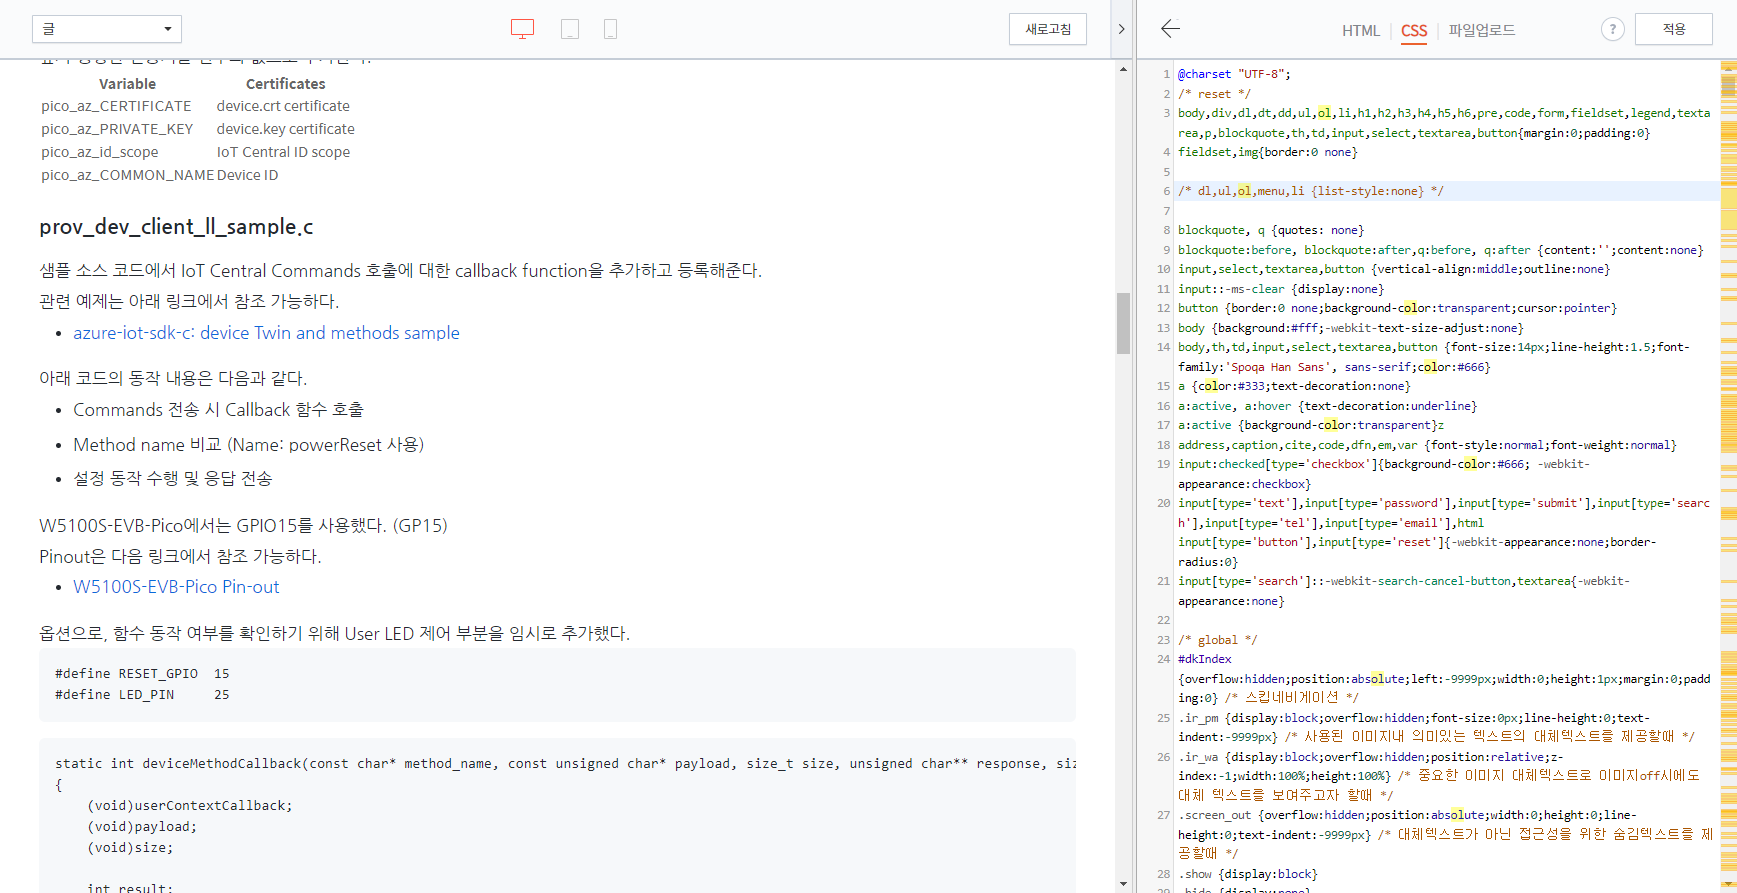 글
새로고침
HTML
CSS
파일업로드
?
적용
Variable Certificates
pico_az_CERTIFICATE device.crt certificate
pico_az_PRIVATE_KEY device.key certificate
pico_az_id_scope IoT Central ID scope
pico_az_COMMON_NAME Device ID
prov_dev_client_ll_sample.c
샘플 소스 코드에서 IoT Central Commands 호출에 대한 callback function을 추가하고 등록해준다.
관련 예제는 아래 링크에서 참조 가능하다.
azure-iot-sdk-c: device Twin and methods sample
아래 코드의 동작 내용은 다음과 같다.
Commands 전송 시 Callback 함수 호출
Method name 비교 (Name: powerReset 사용)
설정 동작 수행 및 응답 전송
W5100S-EVB-Pico에서는 GPIO15를 사용했다. (GP15)
Pinout은 다음 링크에서 참조 가능하다.
W5100S-EVB-Pico Pin-out
옵션으로, 함수 동작 여부를 확인하기 위해 User LED 제어 부분을 임시로 추가했다.
#define RESET_GPIO 15
#define LED_PIN 25
static int deviceMethodCallback(const char* method_name, const unsigned char* payload, size_t size, unsigned char** response, siz
{
(void)userContextCallback;
(void)payload;
(void)size;
int result;
1 @charset "UTF-8";
2 /* reset */
3 body,div,dl,dt,dd,ul,ol,li,h1,h2,h3,h4,h5,h6,pre,code,form,fieldset,legend,texta
rea,p,blockquote,th,td,input,select,textarea,button{margin:0;padding:0}
4 fieldset,img{border:0 none}
5
6 /* dl,ul,ol,menu,li {list-style:none} */
7
8 blockquote, q {quotes: none}
9 blockquote:before, blockquote:after,q:before, q:after {content:'';content:none}
10 input,select,textarea,button {vertical-align:middle;outline:none}
11 input::-ms-clear {display:none}
12 button {border:0 none;background-color:transparent;cursor:pointer}
13 body {background:#fff;-webkit-text-size-adjust:none}
14 body,th,td,input,select,textarea,button {font-size:14px;line-height:1.5;font-
family:'Spoqa Han Sans', sans-serif;color:#666}
15 a {color:#333;text-decoration:none}
16 a:active, a:hover {text-decoration:underline}
17 a:active {background-color:transparent}z
18 address,caption,cite,code,dfn,em,var {font-style:normal;font-weight:normal}
19 input:checked[type='checkbox']{background-color:#666; -webkit-
appearance:checkbox}
20 input[type='text'],input[type='password'],input[type='submit'],input[type='searc
h'],input[type='tel'],input[type='email'],html
input[type='button'],input[type='reset']{-webkit-appearance:none;border-
radius:0}
21 input[type='search']::-webkit-search-cancel-button,textarea{-webkit-
appearance:none}
22
23 /* global */
24 #dkIndex
{overflow:hidden;position:absolute;left:-9999px;width:0;height:1px;margin:0;padd
ing:0} /* 스킵네비게이션 */
25 .ir_pm {display:block;overflow:hidden;font-size:0px;line-height:0;text-
indent:-9999px} /* 사용된 이미지내 의미있는 텍스트의 대체텍스트를 제공할때 */
26 .ir_wa {display:block;overflow:hidden;position:relative;z-
index:-1;width:100%;height:100%} /* 중요한 이미지 대체텍스트로 이미지off시에도
대체 텍스트를 보여주고자 할때 */
27 .screen_out {overflow:hidden;position:absolute;width:0;height:0;line-
height:0;text-indent:-9999px} /* 대체텍스트가 아닌 접근성을 위한 숨김텍스트를 제
공할때 */
28 .show {display:block}
29 .hide {display:none}